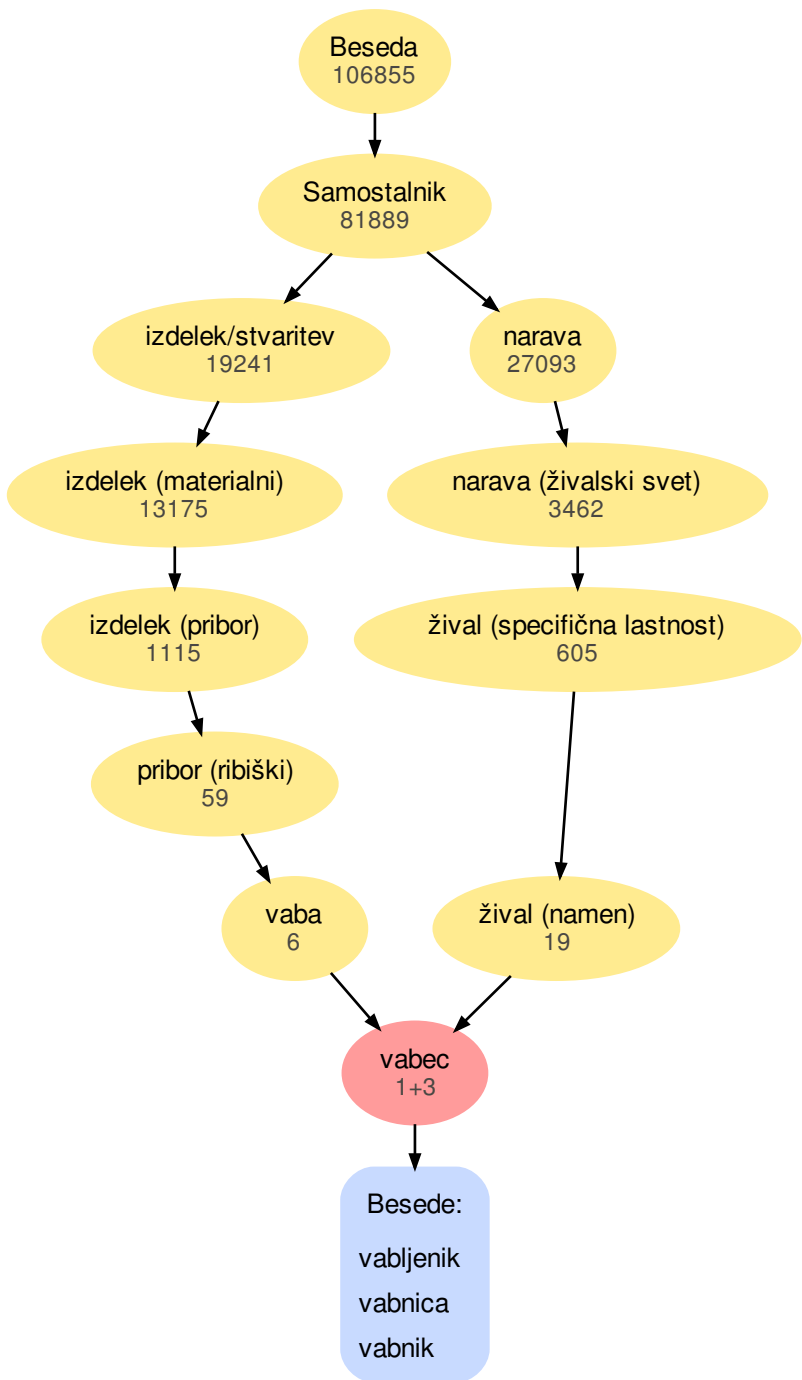 Beseda
106855
Samostalnik
81889
izdelek/stvaritev
19241
narava
27093
izdelek (materialni)
13175
narava (živalski svet)
3462
izdelek (pribor)
1115
žival (specifična lastnost)
605
pribor (ribiški)
59
vaba
6
žival (namen)
19
vabec
1+3
Besede:
vabljenik
vabnica
vabnik